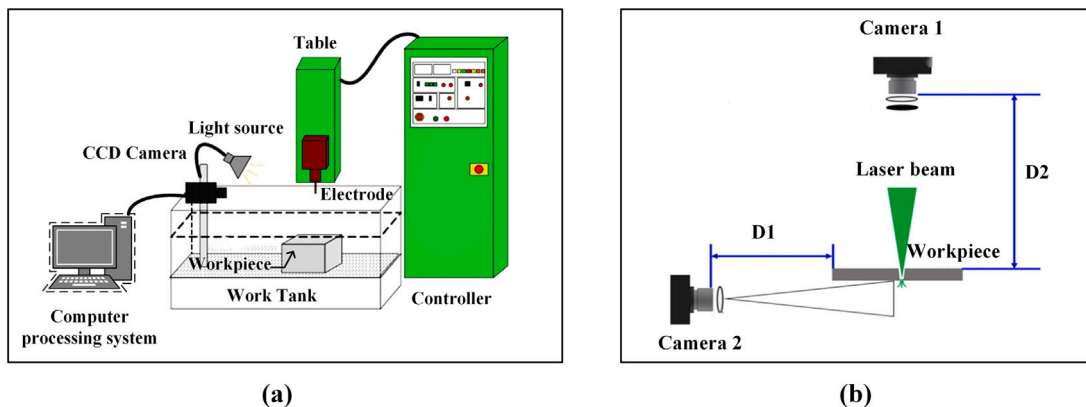 Table
Light source
CCD Camera
Electrode
Workpiece
Work Tank
Controller
Computer
processing system
(a)
Camera 1
Laser beam
D2
D1
Workpiece
Camera 2
(b)